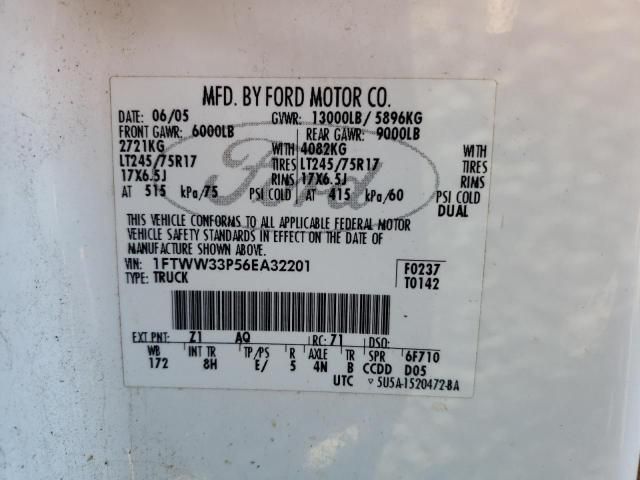 MFD. BY FORD MOTOR CO.
DATE: 06/05 GVWR: 13000LB/ 5896KG
FRONT GAWR: 6000LB REAR GAWR: 9000LB
2721KG WITH 4082KG WITH
LT245/75R17 TIRES LT245/75R17 TIRES
17X6.5J RIMS 17X6.5J RIMS
AT 515 kPa/75 PSI COLD AT 415 kPa/60 PSI COLD
DUAL
THIS VEHICLE CONFORMS TO ALL APPLICABLE FEDERAL MOTOR
VEHICLE SAFETY STANDARDS IN EFFECT ON THE DATE OF
MANUFACTURE SHOWN ABOVE.
VIN: 1FTWW33P56EA32201 F0237
TYPE: TRUCK T0142
EXT PNT: Z1 AQ RC: 71 DSO:
WB INT TR TP/PS R AXLE TR SPR 6F710
172 8H E/ 5 4N B CCDD D05
UTC ▽ 5U5A-1520472-BA
Ford